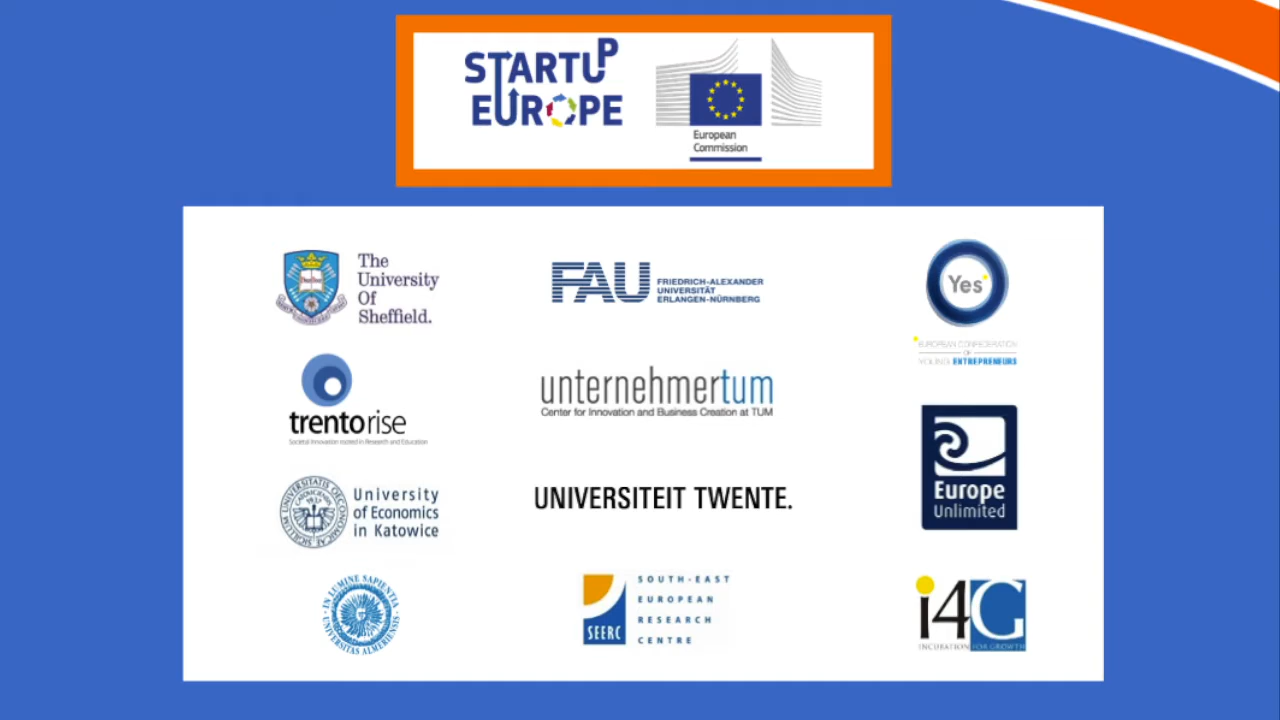 STARTUP
EUROPE
European
Commission
The
University
Of
Sheffield.
FAU
FRIEDRICH-ALEXANDER
UNIVERSITÄT
ERLANGEN-NÜRNBERG
Yes
EUROPEAN CONFEDERATION
OF
YOUNG ENTREPRENEURS
trentorise
Societal Innovation rooted in Research and Education
unternehmertum
Center for Innovation and Business Creation at TUM
Europe
Unlimited
University
of Economics
in Katowice
UNIVERSITEIT TWENTE.
IN LUMINE SAPIENTIA
UNIVERSITAS ALMERIENSIS
SEERC
SOUTH-EAST
EUROPEAN
RESEARCH
CENTRE
i4G
INCUBATION FOR GROWTH